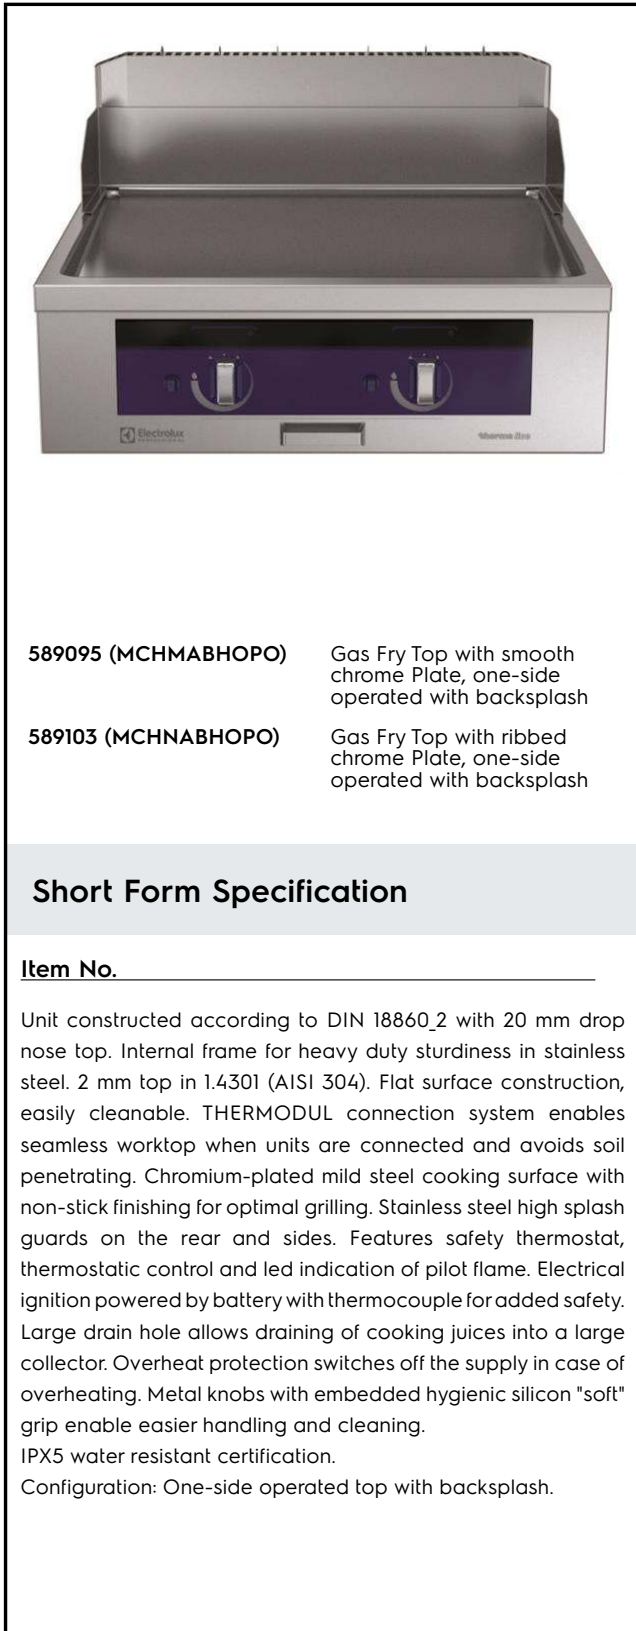 Electrolux
PROFESSIONAL
thermaline
589095 (MCHMABHOPO)
Gas Fry Top with smooth
chrome Plate, one-side
operated with backsplash
589103 (MCHNABHOPO)
Gas Fry Top with ribbed
chrome Plate, one-side
operated with backsplash
Short Form Specification
Item No.
Unit constructed according to DIN 18860_2 with 20 mm drop
nose top. Internal frame for heavy duty sturdiness in stainless
steel. 2 mm top in 1.4301 (AISI 304). Flat surface construction,
easily cleanable. THERMODUL connection system enables
seamless worktop when units are connected and avoids soil
penetrating. Chromium-plated mild steel cooking surface with
non-stick finishing for optimal grilling. Stainless steel high splash
guards on the rear and sides. Features safety thermostat,
thermostatic control and led indication of pilot flame. Electrical
ignition powered by battery with thermocouple for added safety.
Large drain hole allows draining of cooking juices into a large
collector. Overheat protection switches off the supply in case of
overheating. Metal knobs with embedded hygienic silicon "soft"
grip enable easier handling and cleaning.
IPX5 water resistant certification.
Configuration: One-side operated top with backsplash.